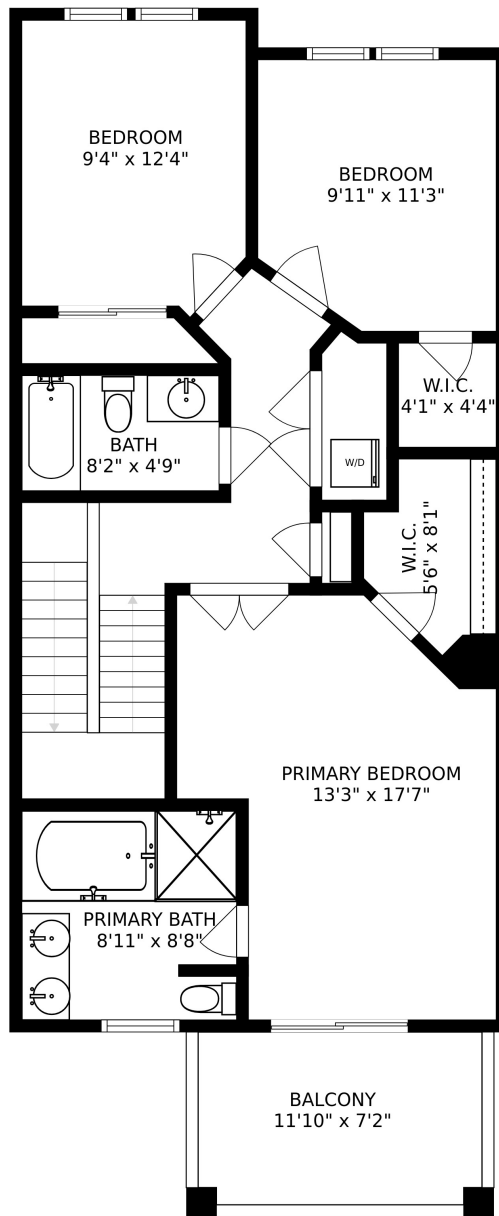 BEDROOM
9'4" x 12'4"
BEDROOM
9'11" x 11'3"
W.I.C.
4'1" x 4'4"
BATH
8'2" x 4'9"
W/D
W.I.C.
5'6" x 8'1"
PRIMARY BEDROOM
13'3" x 17'7"
PRIMARY BATH
8'11" x 8'8"
BALCONY
11'10" x 7'2"